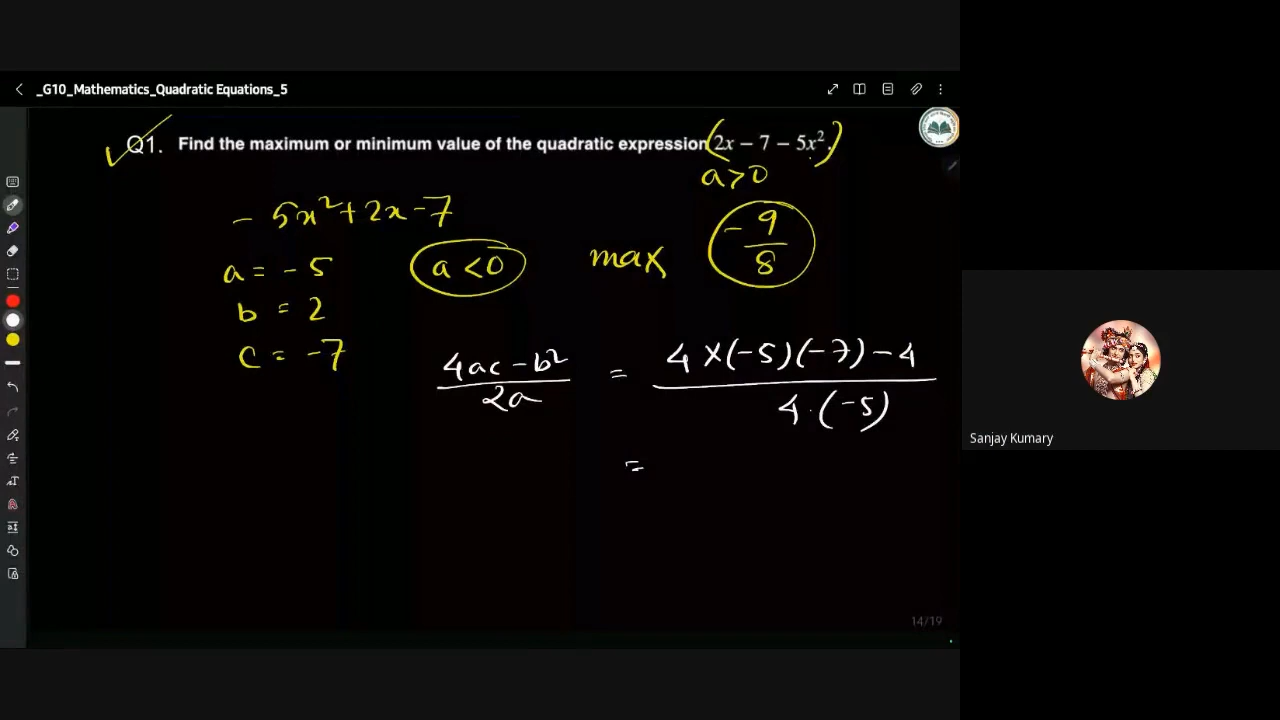 _G10_Mathematics_Quadratic Equations_5
Q1. Find the maximum or minimum value of the quadratic expression (2x − 7 − 5x².)
a>0
- 5x²+2x-7
-9/8
a = -5
a <0
max
b = 2
c = -7
(4ac - b²)/2a = (4 X(-5)(-7) - 4)/(4.(-5))
=
Sanjay Kumary
14/19